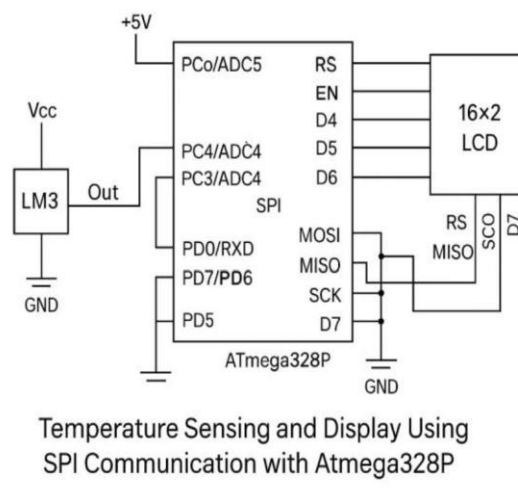 +5V
PCo/ADC5
RS
EN
Vcc
D4
16×2
LCD
PC4/ADC4
D5
PC3/ADC4
D6
LM3
Out
SPI
RS
MISO
SCO
D7
MOSI
PD0/RXD
MISO
GND
PD7/PD6
SCK
PD5
D7
ATmega328P
GND
Temperature Sensing and Display Using
SPI Communication with Atmega328P